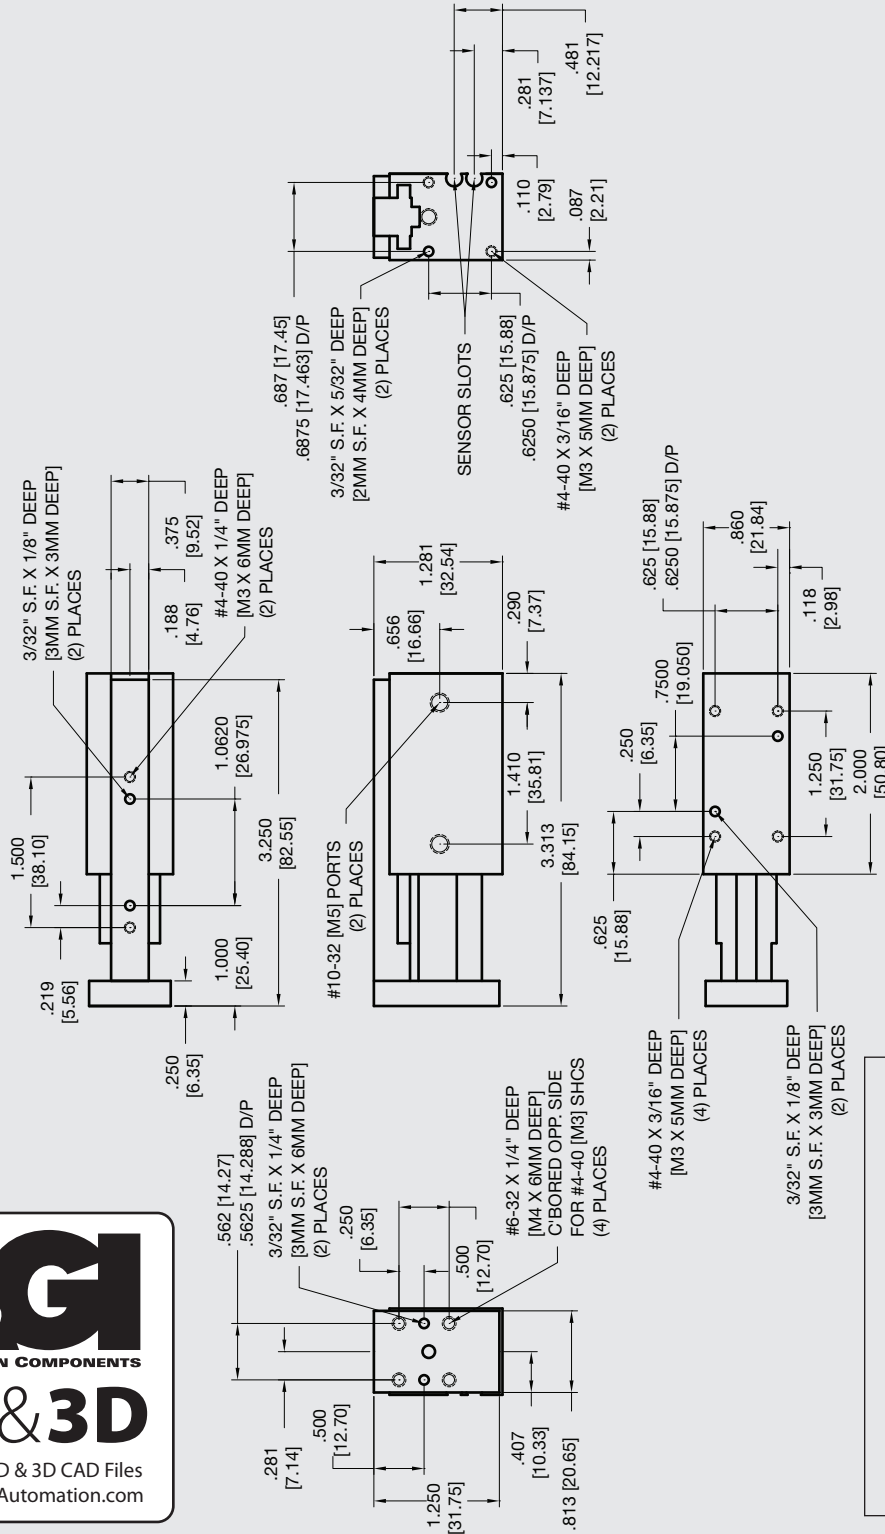 .481
[12.217]
.281
[7.137]
.110
[2.79]
.087
[2.21]
.687 [17.45]
.6875 [17.463] D/P
3/32" S.F. X 5/32" DEEP
[2MM S.F. X 4MM DEEP]
(2) PLACES
SENSOR SLOTS
.625 [15.88]
.6250 [15.875] D/P
#4-40 X 3/16" DEEP
[M3 X 5MM DEEP]
(2) PLACES
3/32" S.F. X 1/8" DEEP
[3MM S.F. X 3MM DEEP]
(2) PLACES
.375
[9.52]
.188
[4.76]
#4-40 X 1/4" DEEP
[M3 X 6MM DEEP]
(2) PLACES
1.500
[38.10]
1.0620
[26.975]
3.250
[82.55]
.219
[5.56]
1.000
[25.40]
.250
[6.35]
1.281
[32.54]
.656
[16.66]
.290
[7.37]
1.410
[35.81]
3.313
[84.15]
#10-32 [M5] PORTS
(2) PLACES
.625 [15.88]
.6250 [15.875] D/P
.860
[21.84]
.118
[2.98]
.7500
[19.050]
.250
[6.35]
1.250
[31.75]
2.000
[50.80]
.625
[15.88]
#4-40 X 3/16" DEEP
[M3 X 5MM DEEP]
(4) PLACES
3/32" S.F. X 1/8" DEEP
[3MM S.F. X 3MM DEEP]
(2) PLACES
.562 [14.27]
.5625 [14.288] D/P
3/32" S.F. X 1/4" DEEP
[3MM S.F. X 6MM DEEP]
(2) PLACES
.250
[6.35]
.500
[12.70]
#6-32 X 1/4" DEEP
[M4 X 6MM DEEP]
C'BORED OPP. SIDE
FOR #4-40 [M3] SHCS
(4) PLACES
.281
[7.14]
.500
[12.70]
.407
[10.33]
1.250
[31.75]
.813 [20.65]
GI
N COMPONENTS
&3D
D & 3D CAD Files
Automation.com